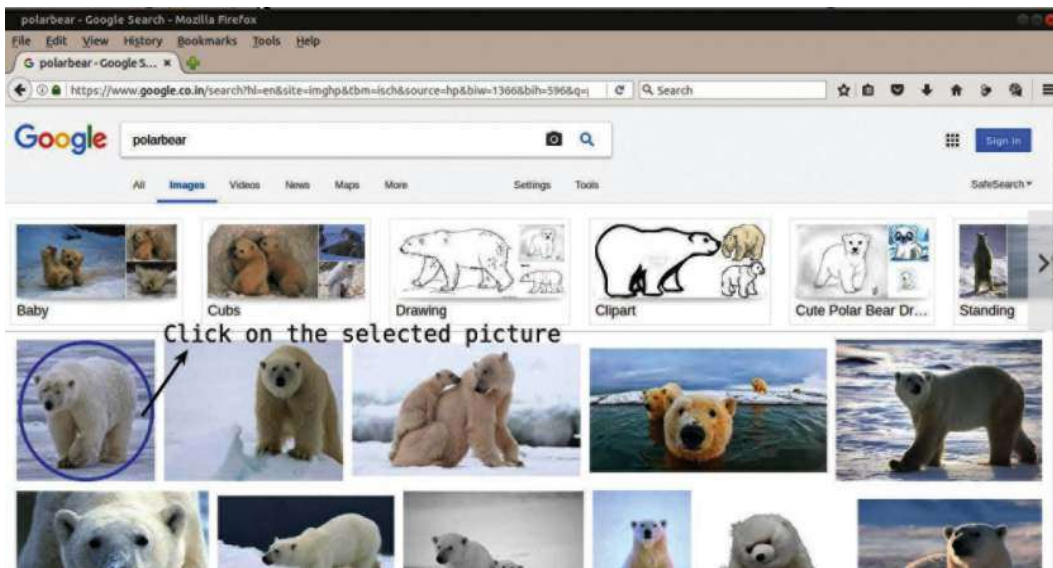 polarbear - Google Search - Mozilla Firefox
File Edit View History Bookmarks Tools Help
G polarbear - Google S... ×
https://www.google.co.in/search?hl=en&site=imghp&tbm=isch&source=hp&biw=1366&bih=596&q=p
Search
Google polarbear
Sign in
All Images Videos News Maps More Settings Tools SafeSearch
Baby Cubs Drawing Clipart Cute Polar Bear Dr... Standing
Click on the selected picture